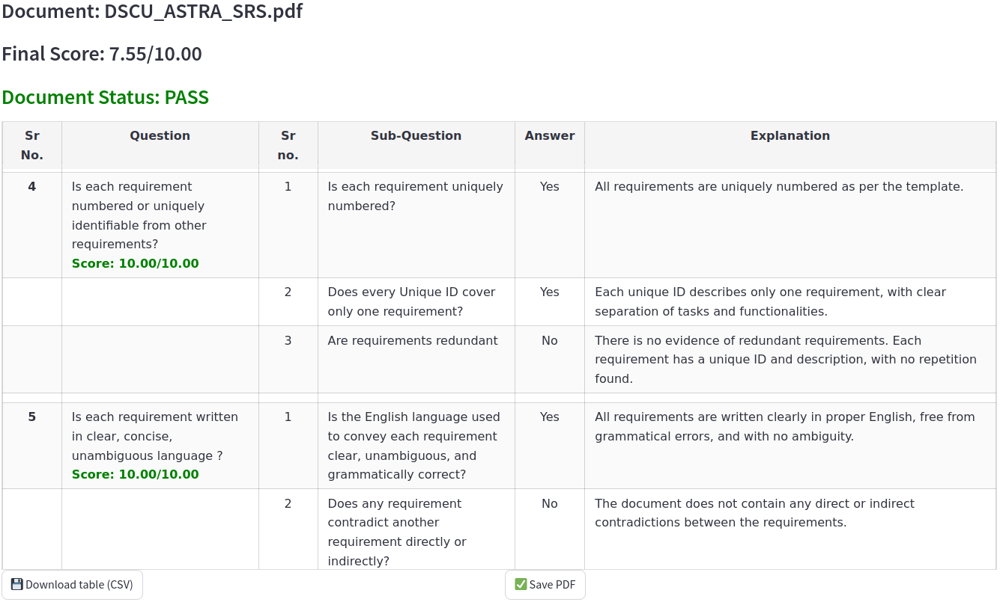 Document: DSCU_ASTRA_SRS.pdf
Final Score: 7.55/10.00
Document Status: PASS
Sr No.
Question
Sr no.
Sub-Question
Answer
Explanation
4
Is each requirement
numbered or uniquely
identifiable from other
requirements?
Score: 10.00/10.00
1
Is each requirement uniquely
numbered?
Yes
All requirements are uniquely numbered as per the template.
2
Does every Unique ID cover
only one requirement?
Yes
Each unique ID describes only one requirement, with clear
separation of tasks and functionalities.
3
Are requirements redundant
No
There is no evidence of redundant requirements. Each
requirement has a unique ID and description, with no repetition
found.
5
Is each requirement written
in clear, concise,
unambiguous language ?
Score: 10.00/10.00
1
Is the English language used
to convey each requirement
clear, unambiguous, and
grammatically correct?
Yes
All requirements are written clearly in proper English, free from
grammatical errors, and with no ambiguity.
2
Does any requirement
contradict another
requirement directly or
indirectly?
No
The document does not contain any direct or indirect
contradictions between the requirements.
Download table (CSV)
Save PDF